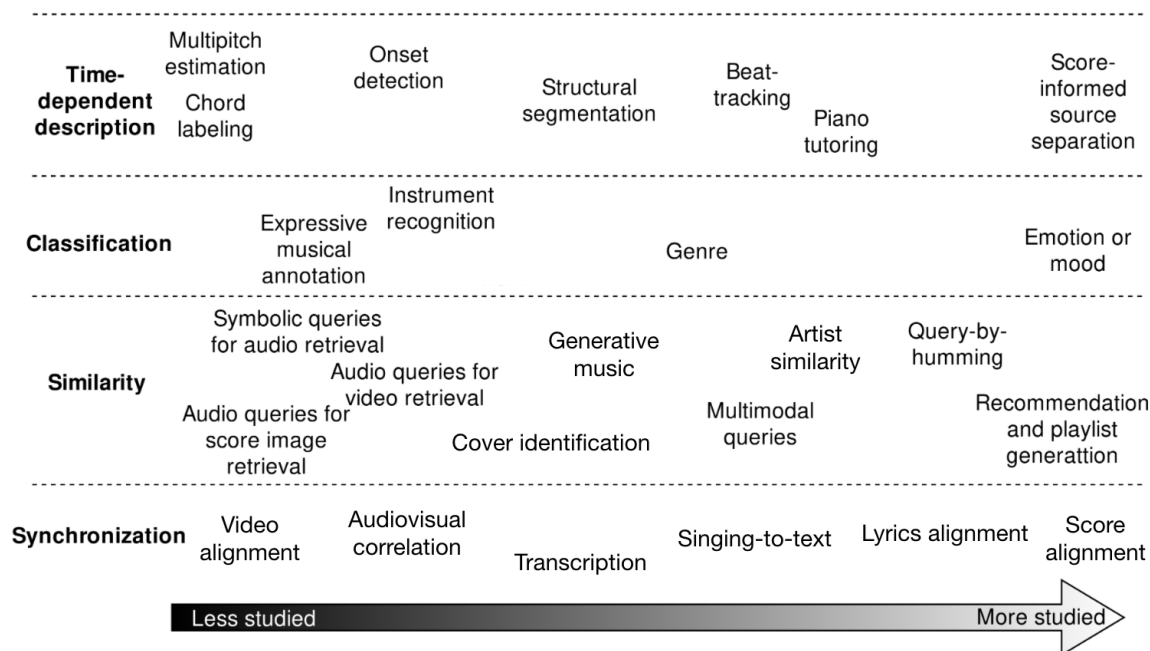 Time-
dependent
description
Multipitch
estimation
Chord
labeling
Onset
detection
Structural
segmentation
Beat-
tracking
Piano
tutoring
Score-
informed
source
separation
Classification
Expressive
musical
annotation
Instrument
recognition
Genre
Emotion or
mood
Similarity
Symbolic queries
for audio retrieval
Audio queries for
video retrieval
Audio queries for
score image
retrieval
Generative
music
Cover identification
Artist
similarity
Multimodal
queries
Query-by-
humming
Recommendation
and playlist
generattion
Synchronization
Video
alignment
Audiovisual
correlation
Transcription
Singing-to-text
Lyrics alignment
Score
alignment
Less studied
More studied